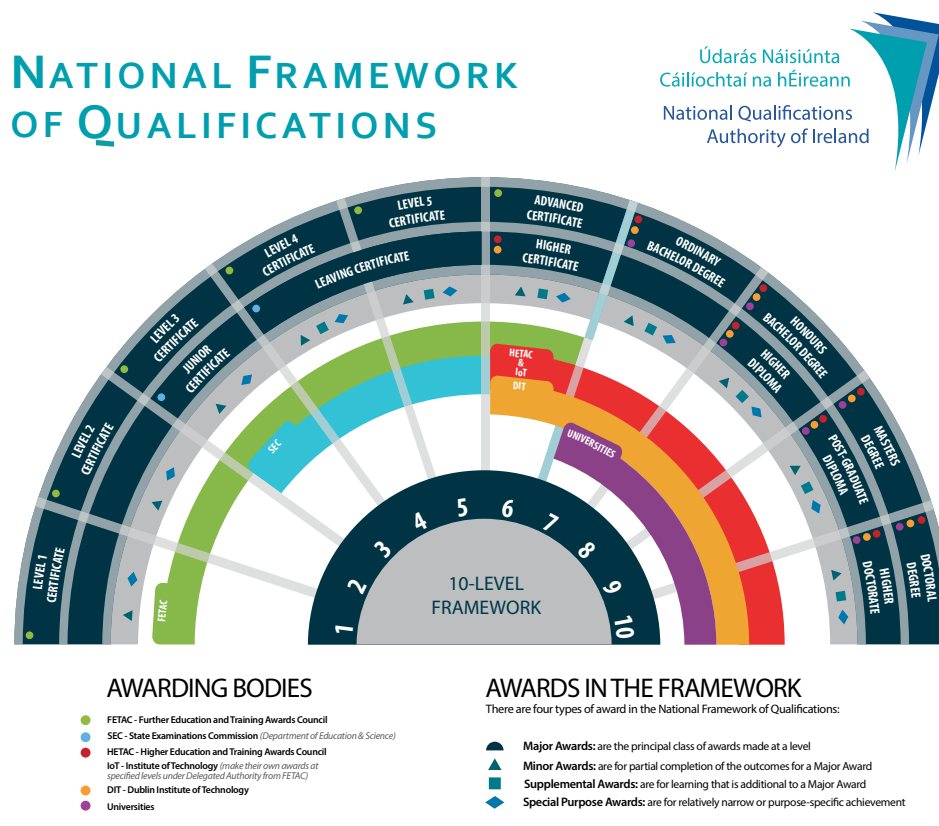 NATIONAL FRAMEWORK
OF QUALIFICATIONS
Údarás Náisiúnta
Cáilíochtaí na hÉireann
National Qualifications
Authority of Ireland
LEVEL 1
CERTIFICATE
LEVEL 2
CERTIFICATE
LEVEL 3
CERTIFICATE
LEVEL 4
CERTIFICATE
LEVEL 5
CERTIFICATE
ADVANCED
CERTIFICATE
ORDINARY
BACHELOR DEGREE
HONOURS
BACHELOR DEGREE
MASTERS
DEGREE
DOCTORAL
DEGREE
JUNIOR
CERTIFICATE
LEAVING CERTIFICATE
HIGHER
CERTIFICATE
HIGHER
DIPLOMA
POST-GRADUATE
DIPLOMA
HIGHER
DOCTORATE
FETAC
SEC
HETAC
&
IoT
DIT
UNIVERSITIES
1
2
3
4
5
6
7
8
9
10
10-LEVEL
FRAMEWORK
AWARDING BODIES
FETAC - Further Education and Training Awards Council
SEC - State Examinations Commission (Department of Education & Science)
HETAC - Higher Education and Training Awards Council
IoT - Institute of Technology (make their own awards at
specified levels under Delegated Authority from FETAC)
DIT - Dublin Institute of Technology
Universities
AWARDS IN THE FRAMEWORK
There are four types of award in the National Framework of Qualifications:
Major Awards: are the principal class of awards made at a level
Minor Awards: are for partial completion of the outcomes for a Major Award
Supplemental Awards: are for learning that is additional to a Major Award
Special Purpose Awards: are for relatively narrow or purpose-specific achievement